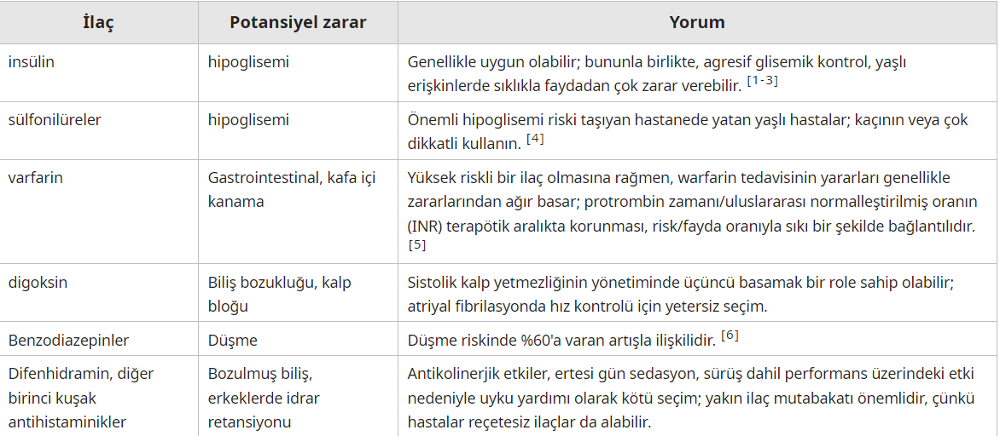 İlaç
Potansiyel zarar
Yorum
insülin
hipoglisemi
Genellikle uygun olabilir; bununla birlikte, agresif glisemik kontrol, yaşlı
erişkinlerde sıklıkla faydadan çok zarar verebilir. [1-3]
sülfonilüreler
hipoglisemi
Önemli hipoglisemi riski taşıyan hastanede yatan yaşlı hastalar; kaçının veya çok
dikkatli kullanın. [4]
varfarin
Gastrointestinal, kafa içi
kanama
Yüksek riskli bir ilaç olmasına rağmen, warfarin tedavisinin yararları genellikle
zararlarından ağır basar; protrombin zamanı/uluslararası normalleştirilmiş oranın
(INR) terapötik aralıkta korunması, risk/fayda oranıyla sıkı bir şekilde bağlantılıdır.
[5]
digoksin
Biliş bozukluğu, kalp
bloğu
Sistolik kalp yetmezliğinin yönetiminde üçüncü basamak bir role sahip olabilir;
atriyal fibrilasyonda hız kontrolü için yetersiz seçim.
Benzodiazepinler
Düşme
Düşme riskinde %60'a varan artışla ilişkilidir. [6]
Difenhidramin, diğer
birinci kuşak
antihistaminikler
Bozulmuş biliş,
erkeklerde idrar
retansiyonu
Antikolinerjik etkiler, ertesi gün sedasyon, sürüş dahil performans üzerindeki etki
nedeniyle uyku yardımı olarak kötü seçim; yakın ilaç mutabakatı önemlidir, çünkü
hastalar reçetesiz ilaçlar da alabilir.